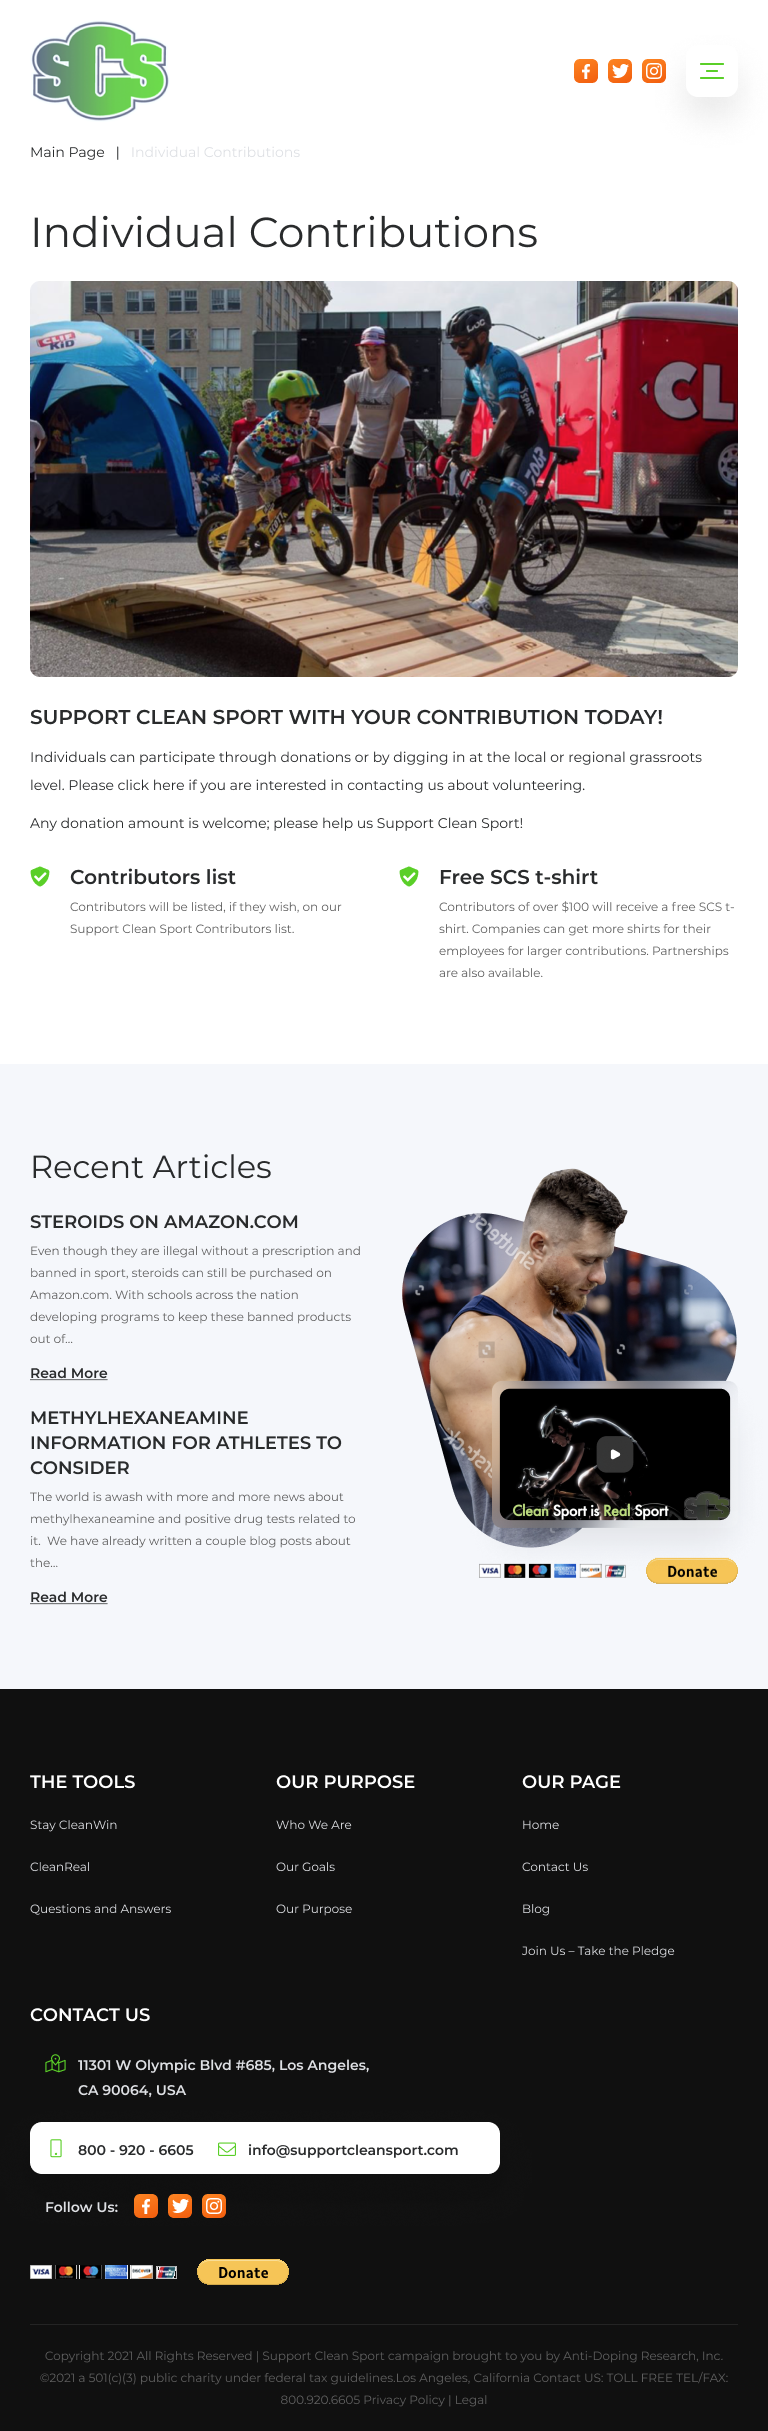 SCS
Main Page | Individual Contributions
Individual Contributions
CLIF
KID
CL
SUPPORT CLEAN SPORT WITH YOUR CONTRIBUTION TODAY!
Individuals can participate through donations or by digging in at the local or regional grassroots
level. Please click here if you are interested in contacting us about volunteering.
Any donation amount is welcome; please help us Support Clean Sport!
Contributors list
Contributors will be listed, if they wish, on our
Support Clean Sport Contributors list.
Free SCS t-shirt
Contributors of over $100 will receive a free SCS t-
shirt. Companies can get more shirts for their
employees for larger contributions. Partnerships
are also available.
Recent Articles
STEROIDS ON AMAZON.COM
Even though they are illegal without a prescription and
banned in sport, steroids can still be purchased on
Amazon.com. With schools across the nation
developing programs to keep these banned products
out of...
Read More
METHYLHEXANEAMINE
INFORMATION FOR ATHLETES TO
CONSIDER
The world is awash with more and more news about
methylhexaneamine and positive drug tests related to
it.  We have already written a couple blog posts about
the...
Read More
Clean Sport is Real Sport
VISA
Donate
THE TOOLS
Stay CleanWin
CleanReal
Questions and Answers
OUR PURPOSE
Who We Are
Our Goals
Our Purpose
OUR PAGE
Home
Contact Us
Blog
Join Us – Take the Pledge
CONTACT US
11301 W Olympic Blvd #685, Los Angeles,
CA 90064, USA
800 - 920 - 6605 info@supportcleansport.com
Follow Us:
VISA
Donate
Copyright 2021 All Rights Reserved | Support Clean Sport campaign brought to you by Anti-Doping Research, Inc.
©2021 a 501(c)(3) public charity under federal tax guidelines.Los Angeles, California Contact US: TOLL FREE TEL/FAX:
800.920.6605 Privacy Policy | Legal